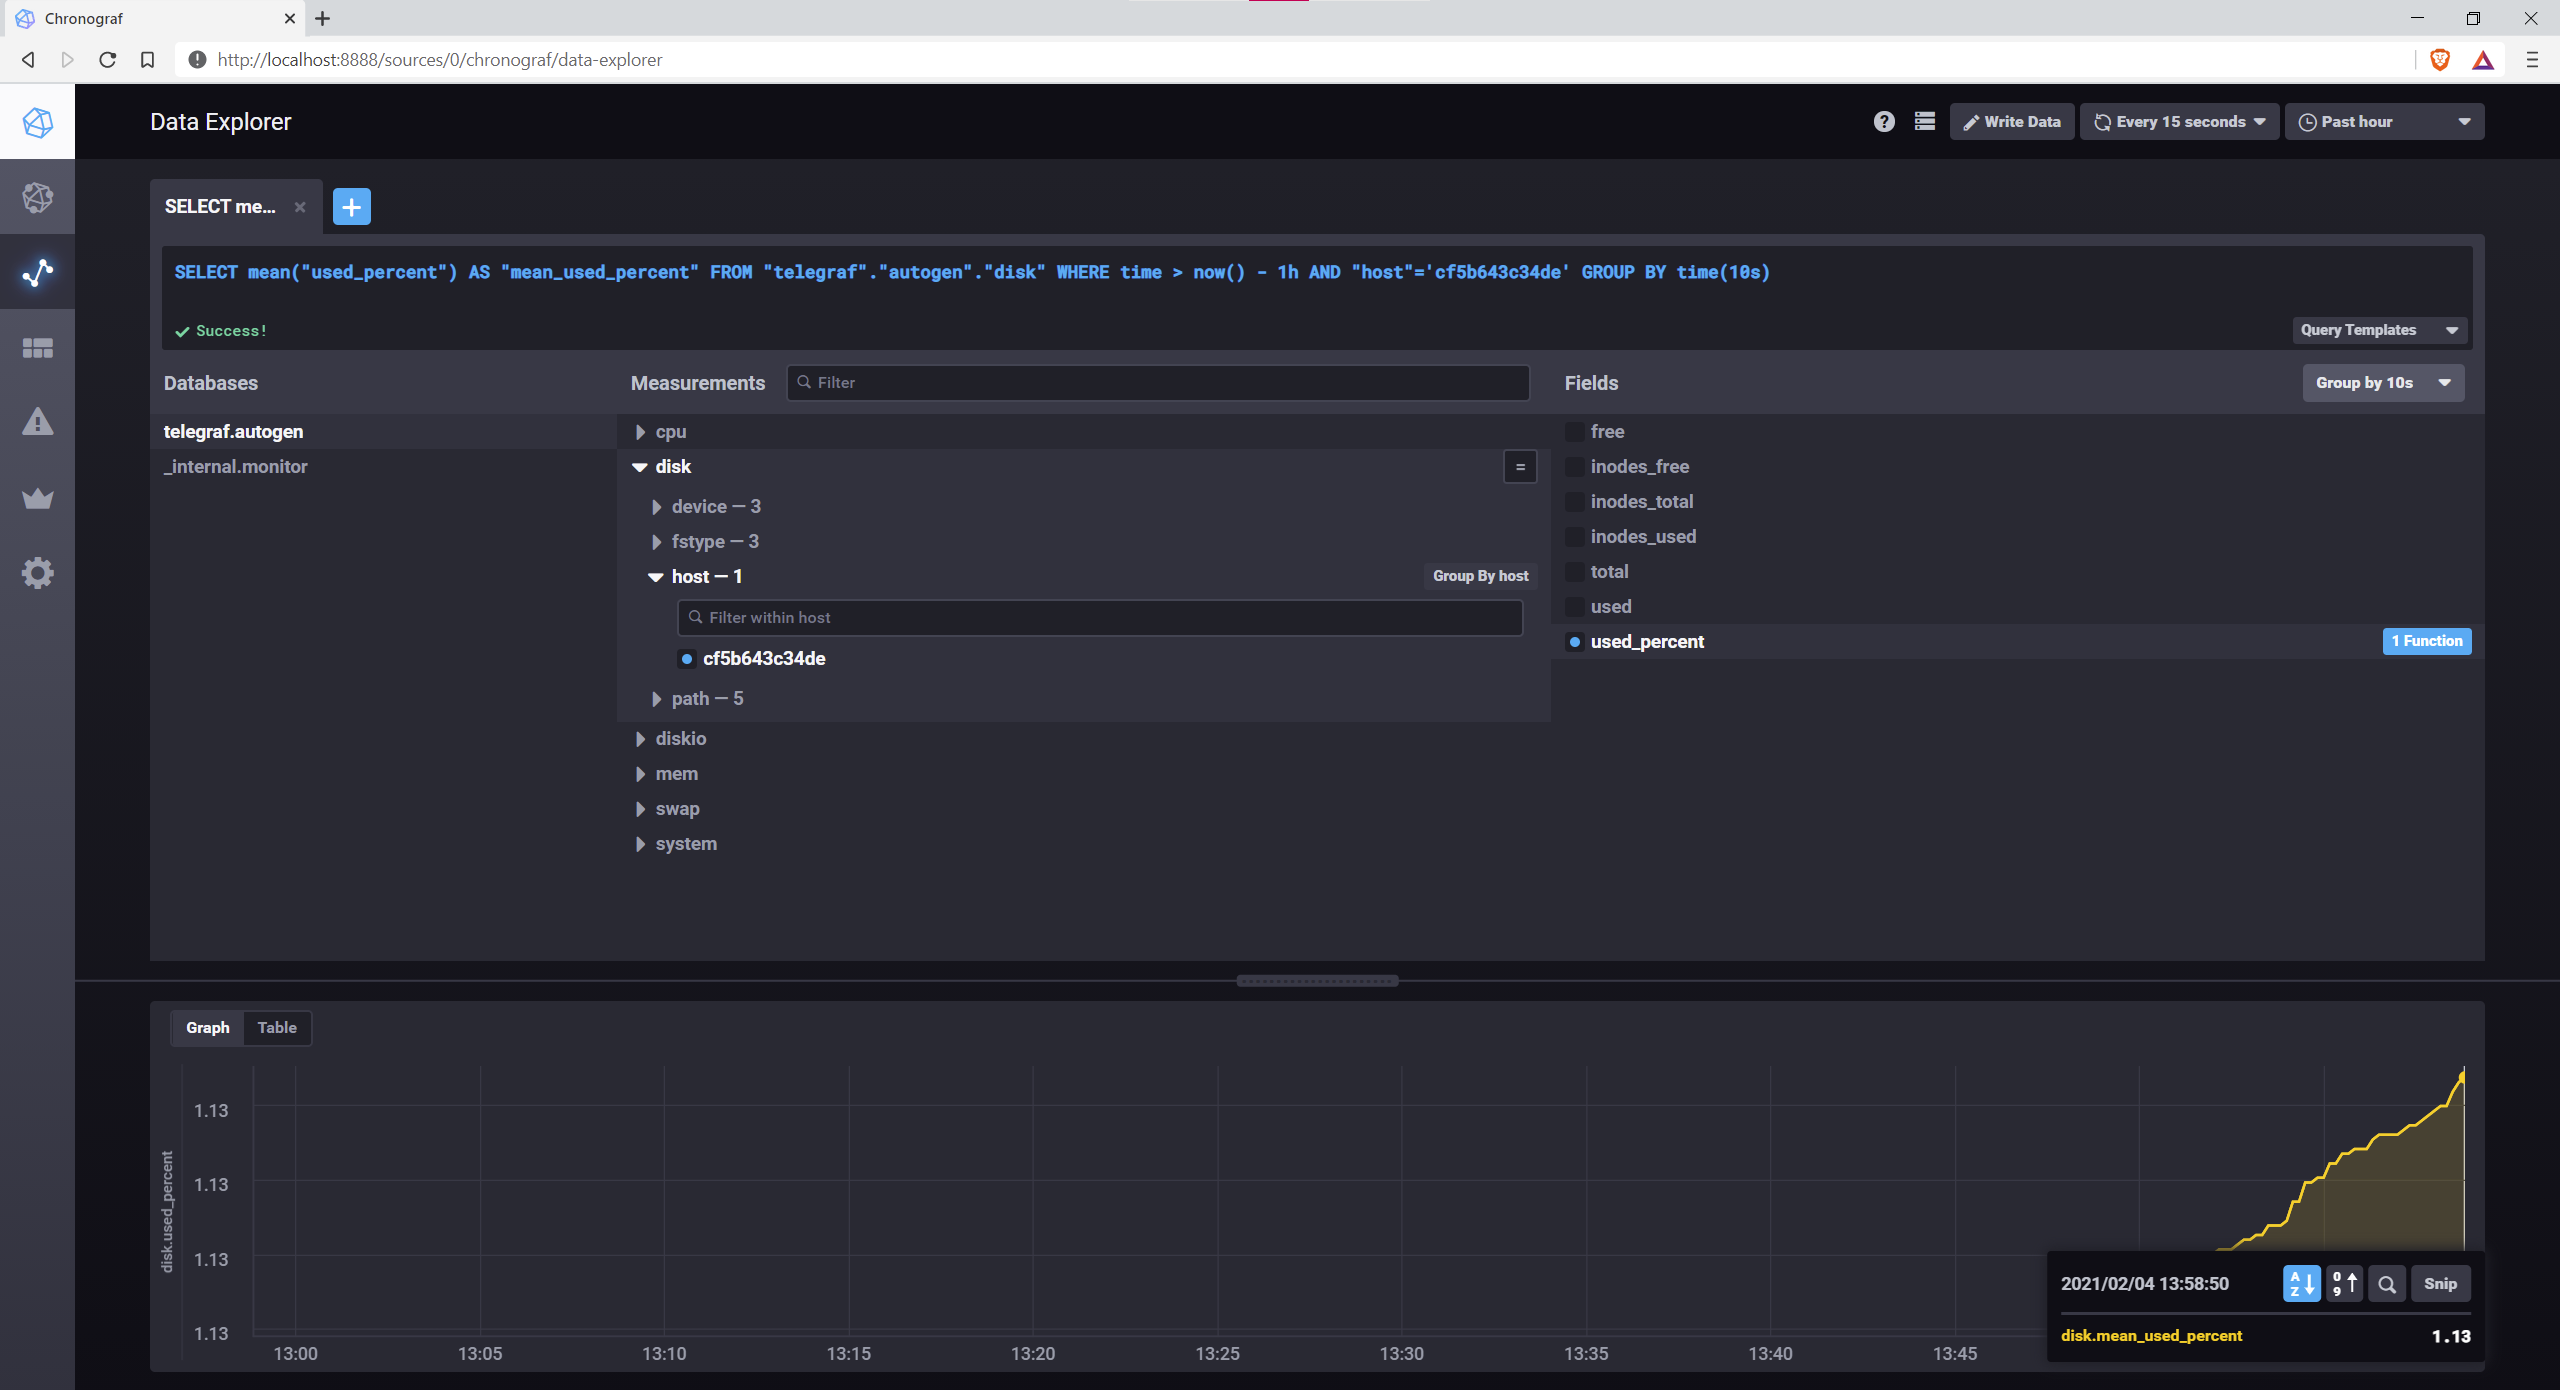 Chronograf
http://localhost:8888/sources/0/chronograf/data-explorer
Data Explorer
Write Data
Every 15 seconds
Past hour
SELECT me...
SELECT mean("used_percent") AS "mean_used_percent" FROM "telegraf"."autogen"."disk" WHERE time > now() - 1h AND "host"='cf5b643c34de' GROUP BY time(10s)
Success!
Query Templates
Databases
Measurements
Filter
Fields
Group by 10s
telegraf.autogen
_internal.monitor
cpu
disk
=
device — 3
fstype — 3
host — 1
Group By host
Filter within host
cf5b643c34de
path — 5
diskio
mem
swap
system
free
inodes_free
inodes_total
inodes_used
total
used
used_percent
1 Function
Graph
Table
disk.used_percent
1.13
1.13
1.13
1.13
13:00
13:05
13:10
13:15
13:20
13:25
13:30
13:35
13:40
13:45
2021/02/04 13:58:50
A
Z
0
9
Snip
disk.mean_used_percent
1.13